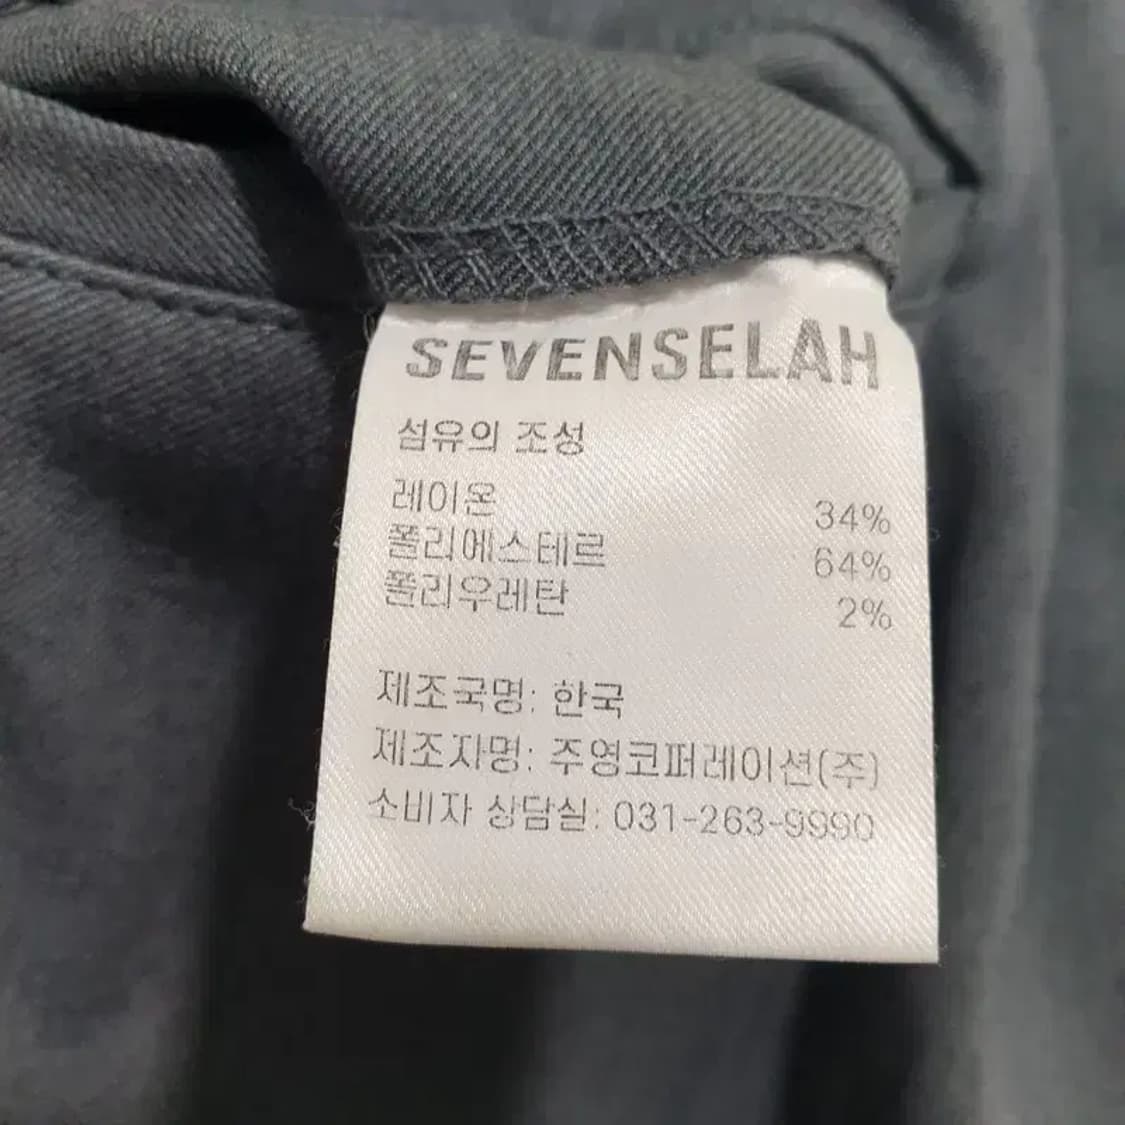 SEVENSELAH
섬유의 조성
레이온 34%
폴리에스테르 64%
폴리우레탄 2%
제조국명: 한국
제조자명: 주영코퍼레이션(주)
소비자 상담실: 031-263-9990